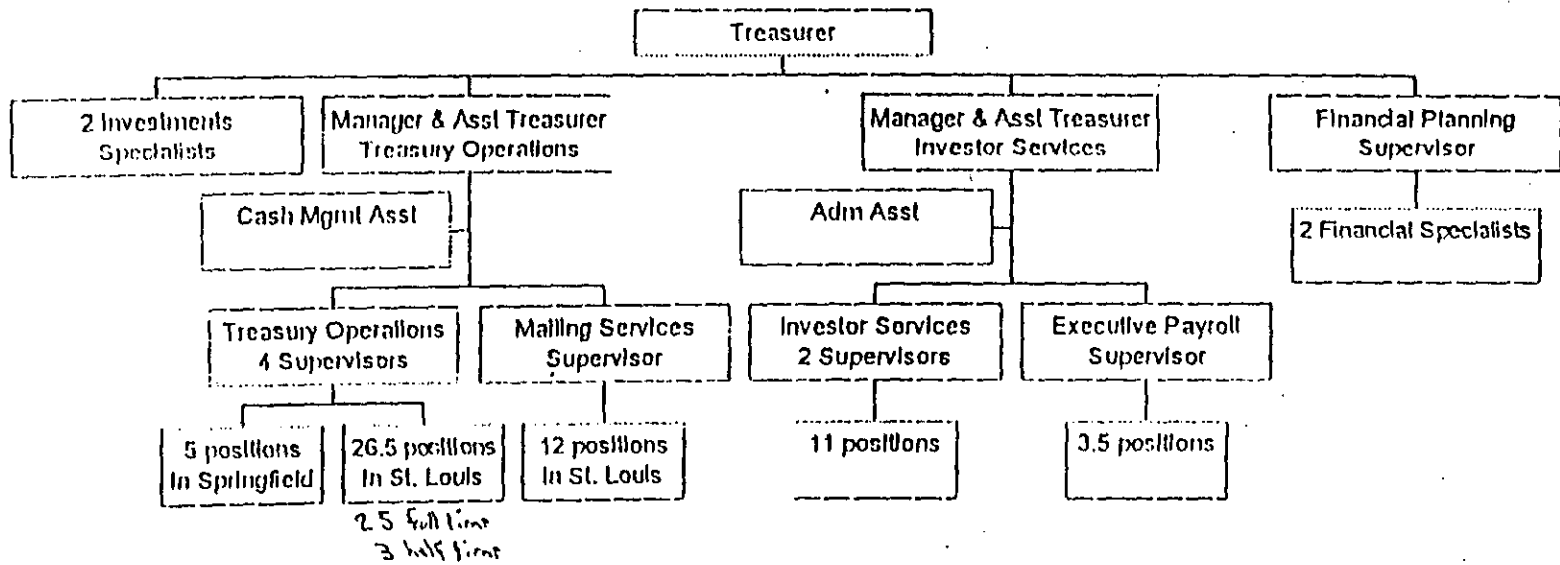 Treasurer
2 Investments
Specialists
Manager & Asst Treasurer
Treasury Operations
Manager & Asst Treasurer
Investor Services
Financial Planning
Supervisor
Cash Mgmt Asst
Adm Asst
2 Financial Specialists
Treasury Operations
4 Supervisors
Mailing Services
Supervisor
Investor Services
2 Supervisors
Executive Payroll
Supervisor
5 positions
In Springfield
26.5 positions
In St. Louis
12 positions
In St. Louis
11 positions
3.5 positions
25 full time
3 half time